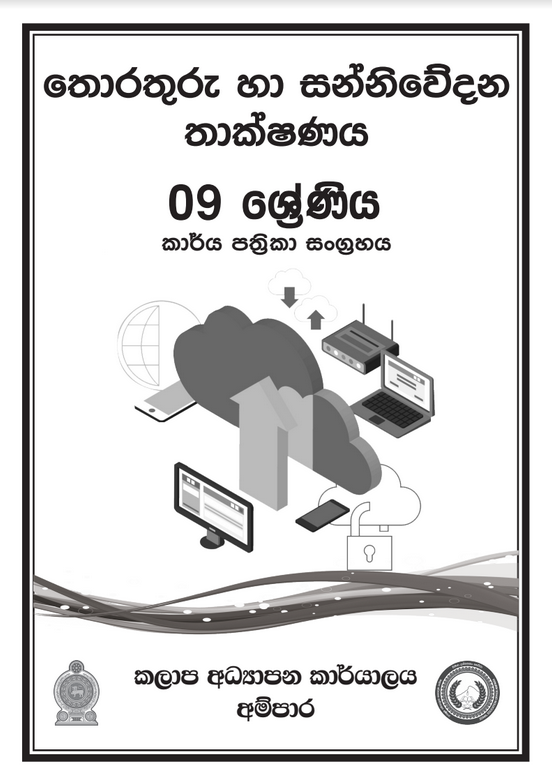 තොරතුරු හා සන්නිවේදන
තාක්ෂණය
09 ශ්‍රේණිය
කාර්ය පත්‍රිකා සංග්‍රහය
කලාප අධ්‍යාපන කාර්යාලය
අම්පාර